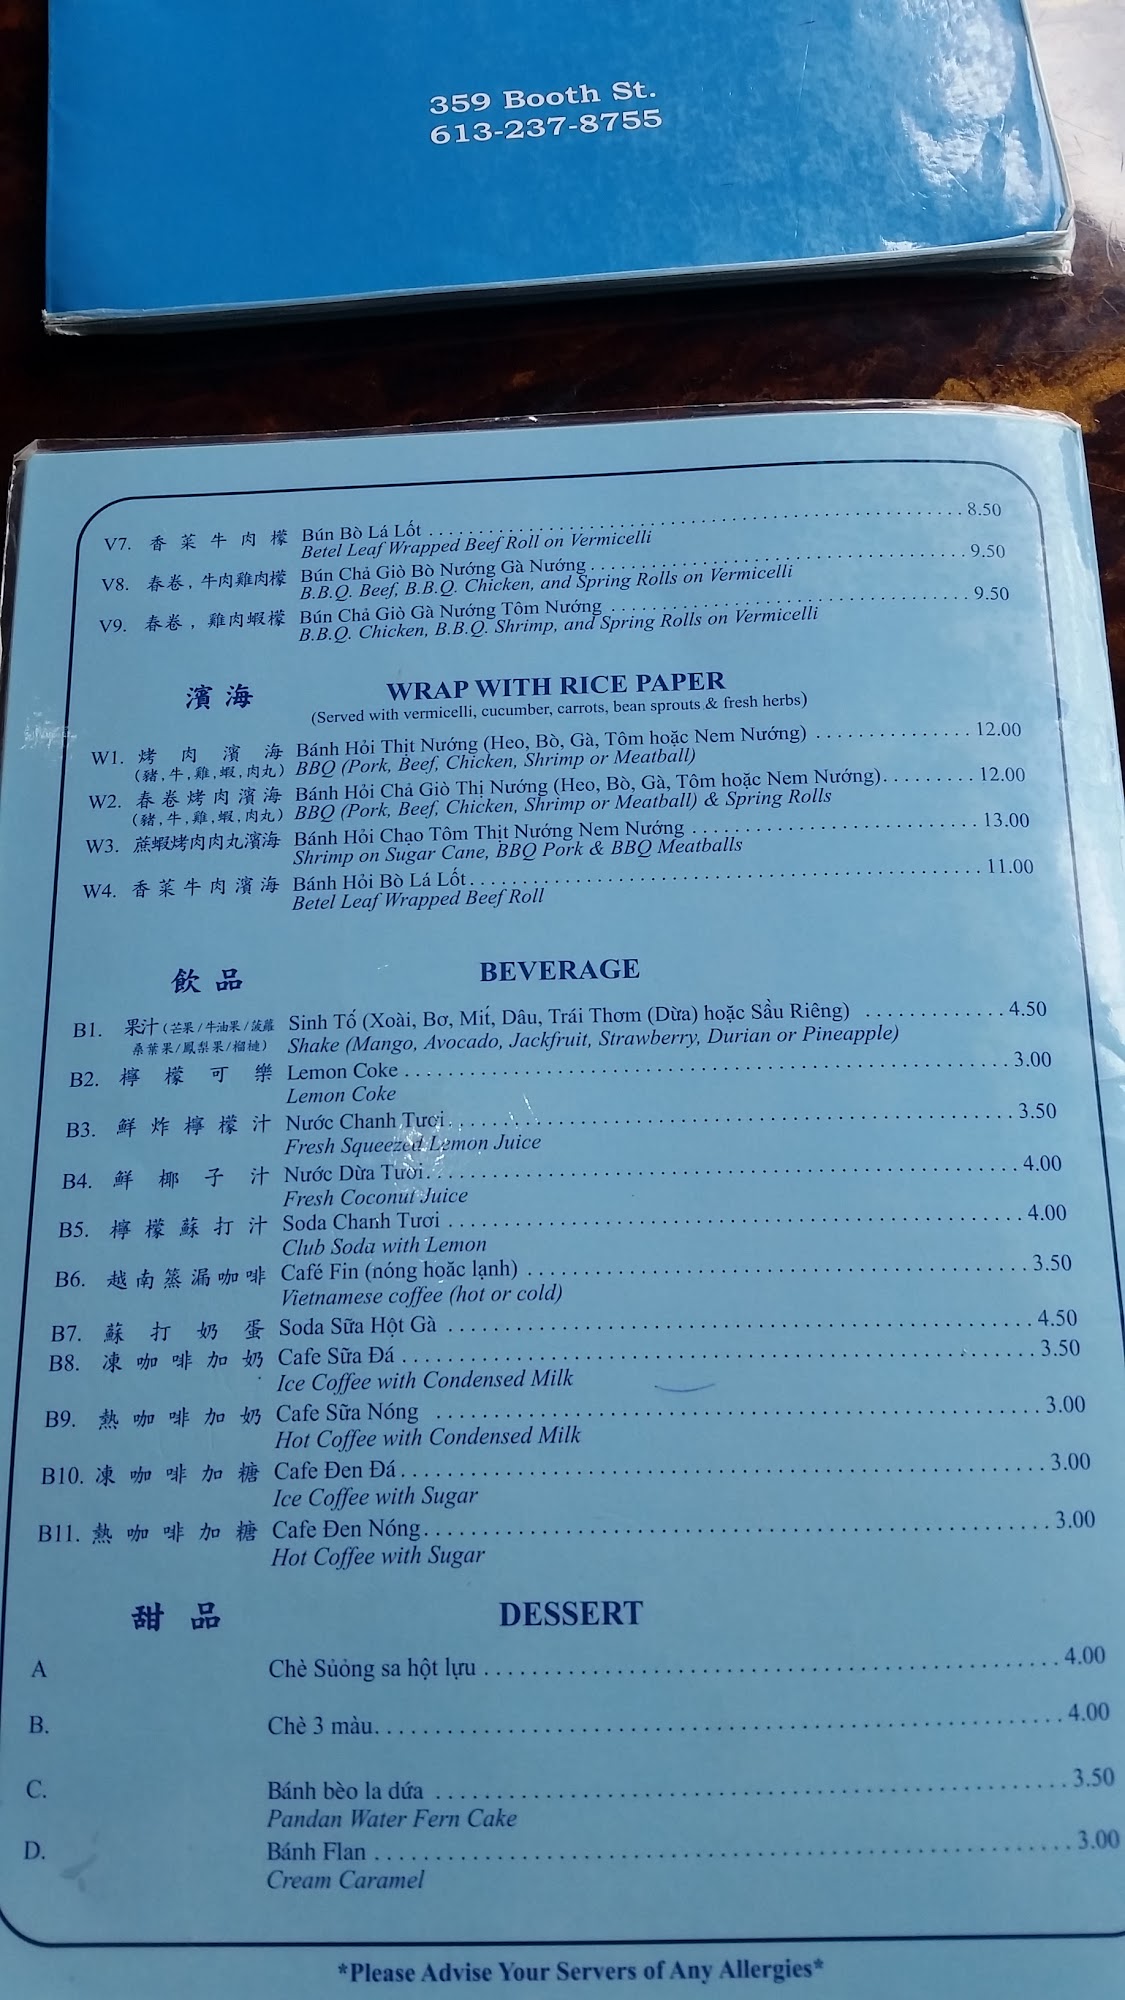 359 Booth St.
613-237-8755
V7. 香菜牛肉檬 Bún Bò Lá Lốt 8.50
Betel Leaf Wrapped Beef Roll on Vermicelli
V8. 春卷,牛肉雞肉檬 Bún Chả Giò Bò Nướng Gà Nướng 9.50
B.B.Q. Beef, B.B.Q. Chicken, and Spring Rolls on Vermicelli
V9. 春卷,雞肉蝦檬 Bún Chả Giò Gà Nướng Tôm Nướng 9.50
B.B.Q. Chicken, B.B.Q. Shrimp, and Spring Rolls on Vermicelli
濱海 WRAP WITH RICE PAPER
(Served with vermicelli, cucumber, carrots, bean sprouts & fresh herbs)
W1. 烤肉濱海 Bánh Hỏi Thịt Nướng (Heo, Bò, Gà, Tôm hoặc Nem Nướng) 12.00
(豬,牛,雞,蝦,肉丸) BBQ (Pork, Beef, Chicken, Shrimp or Meatball)
W2. 春卷烤肉濱海 Bánh Hỏi Chả Giò Thị Nướng (Heo, Bò, Gà, Tôm hoặc Nem Nướng) 12.00
(豬,牛,雞,蝦,肉丸) BBQ (Pork, Beef, Chicken, Shrimp or Meatball) & Spring Rolls
W3. 蔗蝦烤肉肉丸濱海 Bánh Hỏi Chạo Tôm Thịt Nướng Nem Nướng 13.00
Shrimp on Sugar Cane, BBQ Pork & BBQ Meatballs
W4. 香菜牛肉濱海 Bánh Hỏi Bò Lá Lốt 11.00
Betel Leaf Wrapped Beef Roll
飲品 BEVERAGE
B1. 果汁(芒果/牛油果/菠蘿 Sinh Tố (Xoài, Bơ, Mít, Dâu, Trái Thơm (Dừa) hoặc Sầu Riêng) 4.50
桑葉果/鳳梨果/榴槤) Shake (Mango, Avocado, Jackfruit, Strawberry, Durian or Pineapple)
B2. 檸檬可樂 Lemon Coke 3.00
Lemon Coke
B3. 鮮炸檸檬汁 Nước Chanh Tươi 3.50
Fresh Squeezed Lemon Juice
B4. 鮮椰子汁 Nước Dừa Tươi 4.00
Fresh Coconut Juice
B5. 檸檬蘇打汁 Soda Chanh Tươi 4.00
Club Soda with Lemon
B6. 越南蒸漏咖啡 Café Fin (nóng hoăc lạnh) 3.50
Vietnamese coffee (hot or cold)
B7. 蘇打奶蛋 Soda Sữa Hột Gà 4.50
B8. 凍咖啡加奶 Cafe Sữa Đá 3.50
Ice Coffee with Condensed Milk
B9. 熱咖啡加奶 Cafe Sữa Nóng 3.00
Hot Coffee with Condensed Milk
B10. 凍咖啡加糖 Cafe Đen Đá 3.00
Ice Coffee with Sugar
B11. 熱咖啡加糖 Cafe Đen Nóng 3.00
Hot Coffee with Sugar
甜品 DESSERT
A Chè Sủỏng sa hột lựu 4.00
B. Chè 3 màu 4.00
C. Bánh bèo la dứa 3.50
Pandan Water Fern Cake
D. Bánh Flan 3.00
Cream Caramel
*Please Advise Your Servers of Any Allergies*